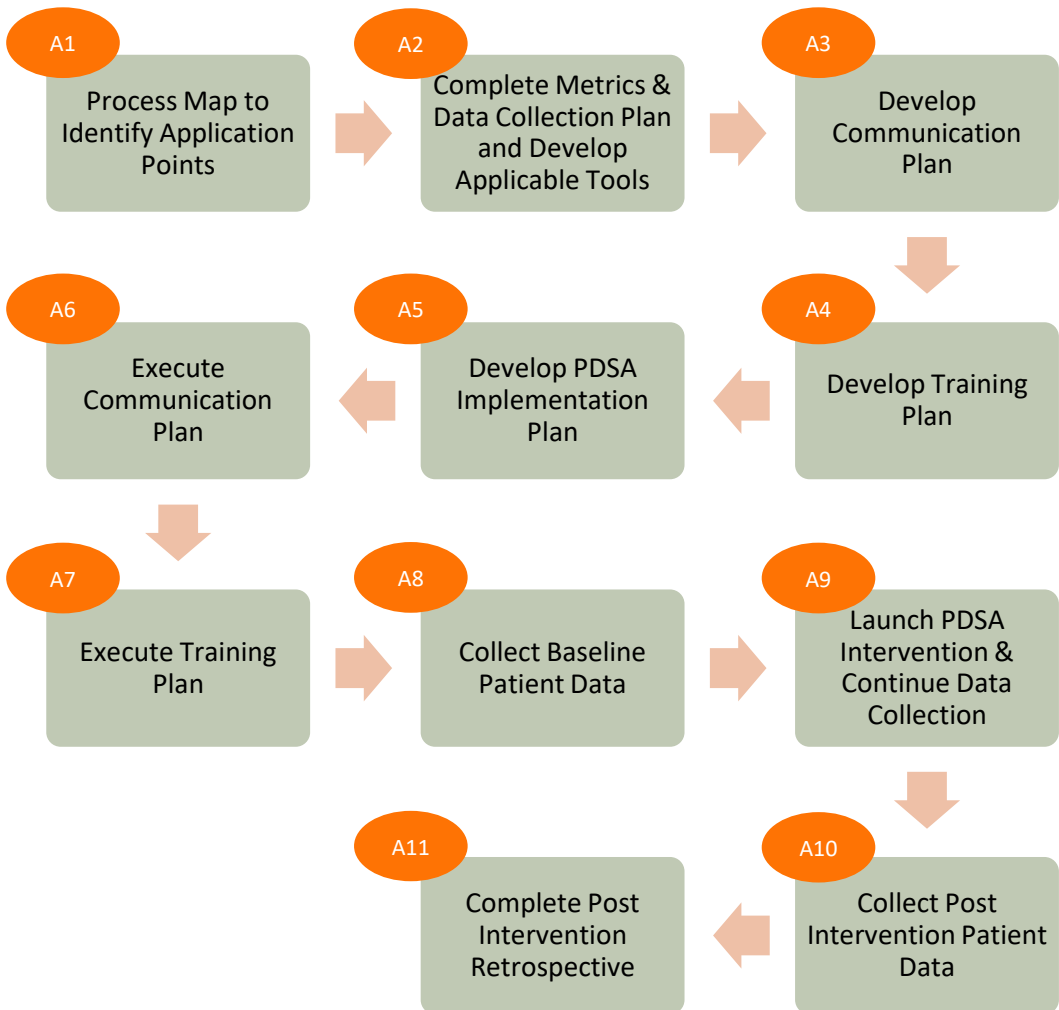 A1
Process Map to
Identify Application
Points
A2
Complete Metrics &
Data Collection Plan
and Develop
Applicable Tools
A3
Develop
Communication
Plan
A4
Develop Training
Plan
A5
Develop PDSA
Implementation
Plan
A6
Execute
Communication
Plan
A7
Execute Training
Plan
A8
Collect Baseline
Patient Data
A9
Launch PDSA
Intervention &
Continue Data
Collection
A10
Collect Post
Intervention Patient
Data
A11
Complete Post
Intervention
Retrospective